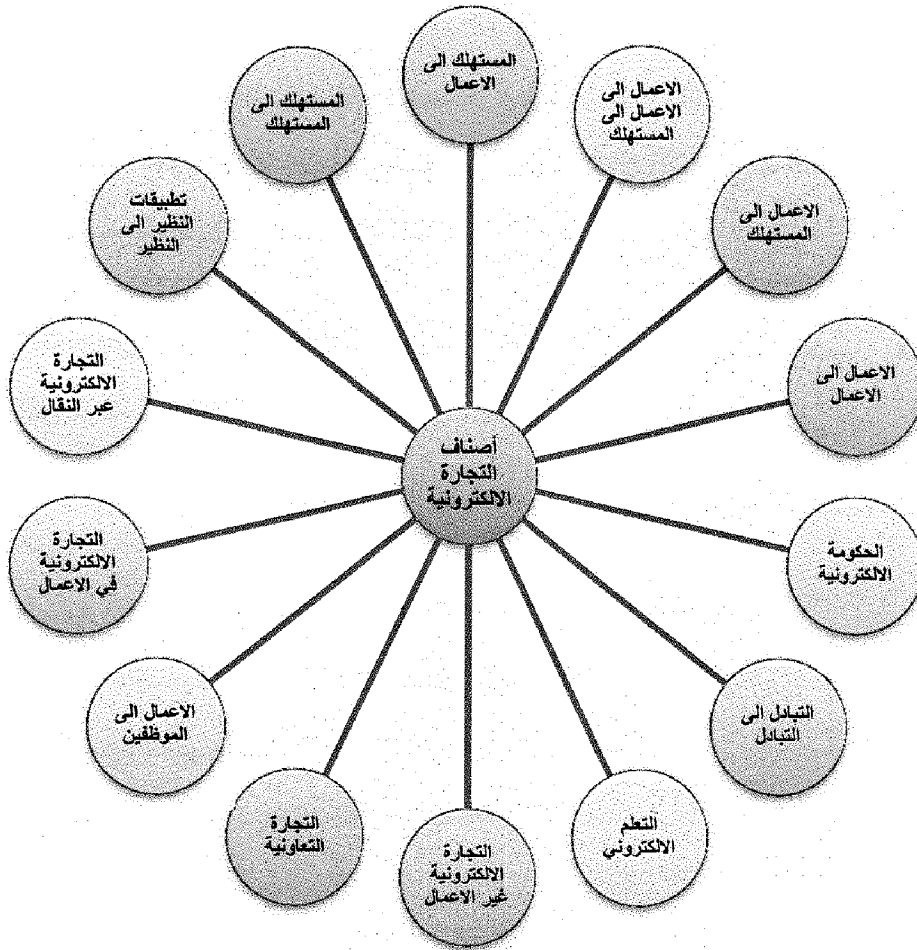 المستهلك الى
الاعمال
الاعمال الى
الاعمال الى
المستهلك
الاعمال الى
المستهلك
الاعمال الى
الاعمال
الحكومة
الالكترونية
التبادل الى
التبادل
التعلم
الالكتروني
التجارة
الالكترونية
غير الاعمال
التجارة
التعاونية
الاعمال الى
الموظفين
التجارة
الالكترونية
في الاعمال
التجارة
الالكترونية
عبر النقال
تطبيقات
النظير الى
النظير
المستهلك الى
المستهلك
أصناف
التجارة
الالكترونية